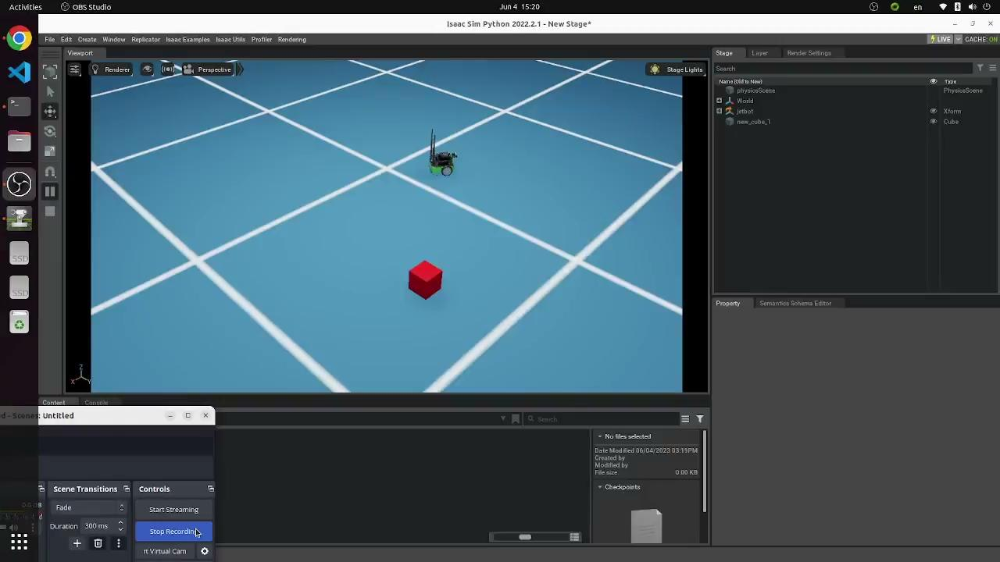 Activities
OBS Studio
Jun 4 15:20
en
Isaac Sim Python 2022.2.1 - New Stage*
File Edit Create Window Replicator Isaac Examples Isaac Utils Profiler Rendering
LIVE
CACHE: ON
Viewport
Stage Layer Render Settings
Renderer
Perspective
Stage Lights
Search
Name (Old to New)
Type
physicsScene PhysicsScene
World
jetbot Xform
new_cube_1 Cube
Property Semantics Schema Editor
Z
X Y
Content Console
Scenes: Untitled
Search
No files selected
Date Modified 06/04/2023 03:19PM
Created by
Modified by
File size 0.00 KB
Checkpoints
Scene Transitions
Controls
Fade
Start Streaming
Duration 300 ms
Stop Recording
rt Virtual Cam
SSD
SSD